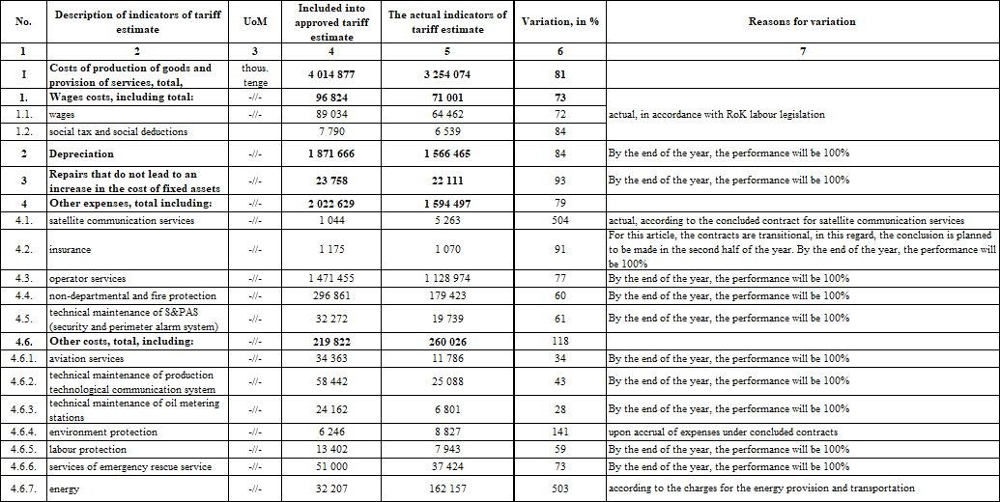 No. Description of indicators of tariff estimate UoM Included into approved tariff estimate The actual indicators of tariff estimate Variation, in % Reasons for variation
1 2 3 4 5 6 7
I Costs of production of goods and provision of services, total, thous. tenge 4 014 877 3 254 074 81
1. Wages costs, including total: -//- 96 824 71 001 73 actual, in accordance with RoK labour legislation
1.1. wages -//- 89 034 64 462 72
1.2. social tax and social deductions 7 790 6 539 84
2 Depreciation -//- 1 871 666 1 566 465 84 By the end of the year, the performance will be 100%
3 Repairs that do not lead to an increase in the cost of fixed assets -//- 23 758 22 111 93 By the end of the year, the performance will be 100%
4 Other expenses, total including: -//- 2 022 629 1 594 497 79
4.1. satellite communication services -//- 1 044 5 263 504 actual, according to the concluded contract for satellite communication services
4.2. insurance -//- 1 175 1 070 91 For this article, the contracts are transitional, in this regard, the conclusion is planned to be made in the second half of the year. By the end of the year, the performance will be 100%
4.3. operator services -//- 1 471 455 1 128 974 77 By the end of the year, the performance will be 100%
4.4. non-departmental and fire protection -//- 296 861 179 423 60 By the end of the year, the performance will be 100%
4.5. technical maintenance of S&PAS (security and perimeter alarm system) -//- 32 272 19 739 61 By the end of the year, the performance will be 100%
4.6. Other costs, total, including: -//- 219 822 260 026 118
4.6.1. aviation services -//- 34 363 11 786 34 By the end of the year, the performance will be 100%
4.6.2. technical maintenance of production technological communication system -//- 58 442 25 088 43 By the end of the year, the performance will be 100%
4.6.3. technical maintenance of oil metering stations -//- 24 162 6 801 28 By the end of the year, the performance will be 100%
4.6.4. environment protection -//- 6 246 8 827 141 upon accrual of expenses under concluded contracts
4.6.5. labour protection -//- 13 402 7 943 59 By the end of the year, the performance will be 100%
4.6.6. services of emergency rescue service -//- 51 000 37 424 73 By the end of the year, the performance will be 100%
4.6.7. energy -//- 32 207 162 157 503 according to the charges for the energy provision and transportation